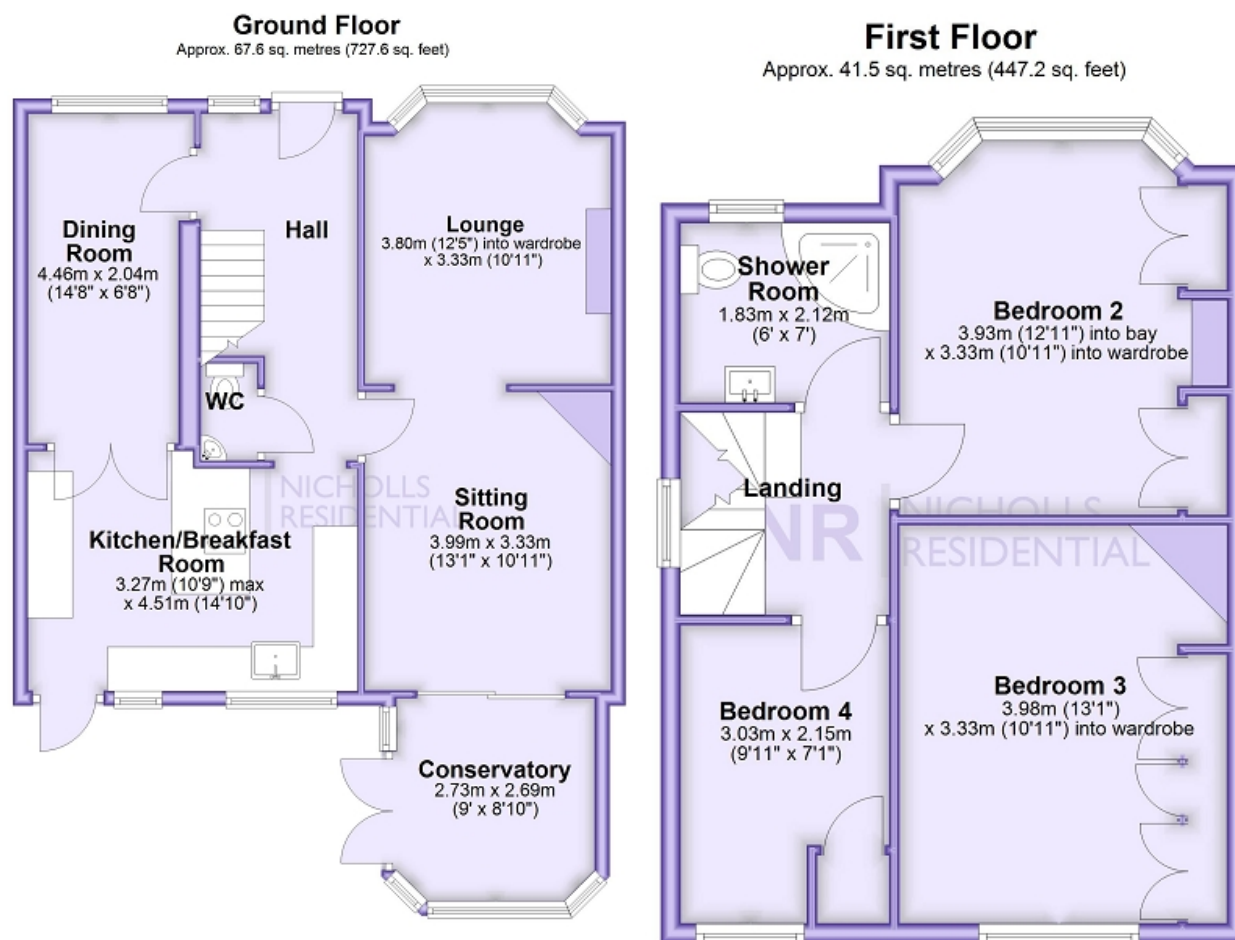 Ground Floor
Approx. 67.6 sq. metres (727.6 sq. feet)
Dining
Room
4.46m x 2.04m
(14'8" x 6'8")
Hall
Lounge
3.80m (12'5") into wardrobe
x 3.33m (10'11")
WC
NICHOLLS
RESIDENTIAL
Kitchen/Breakfast
Room
3.27m (10'9") max
x 4.51m (14'10")
Sitting
Room
3.99m x 3.33m
(13'1" x 10'11")
Conservatory
2.73m x 2.69m
(9' x 8'10")
First Floor
Approx. 41.5 sq. metres (447.2 sq. feet)
Shower
Room
1.83m x 2.12m
(6' x 7')
Bedroom 2
3.93m (12'11") into bay
x 3.33m (10'11") into wardrobe
Landing
NR
NICHOLLS
RESIDENTIAL
Bedroom 4
3.03m x 2.15m
(9'11" x 7'1")
Bedroom 3
3.98m (13'1")
x 3.33m (10'11") into wardrobe